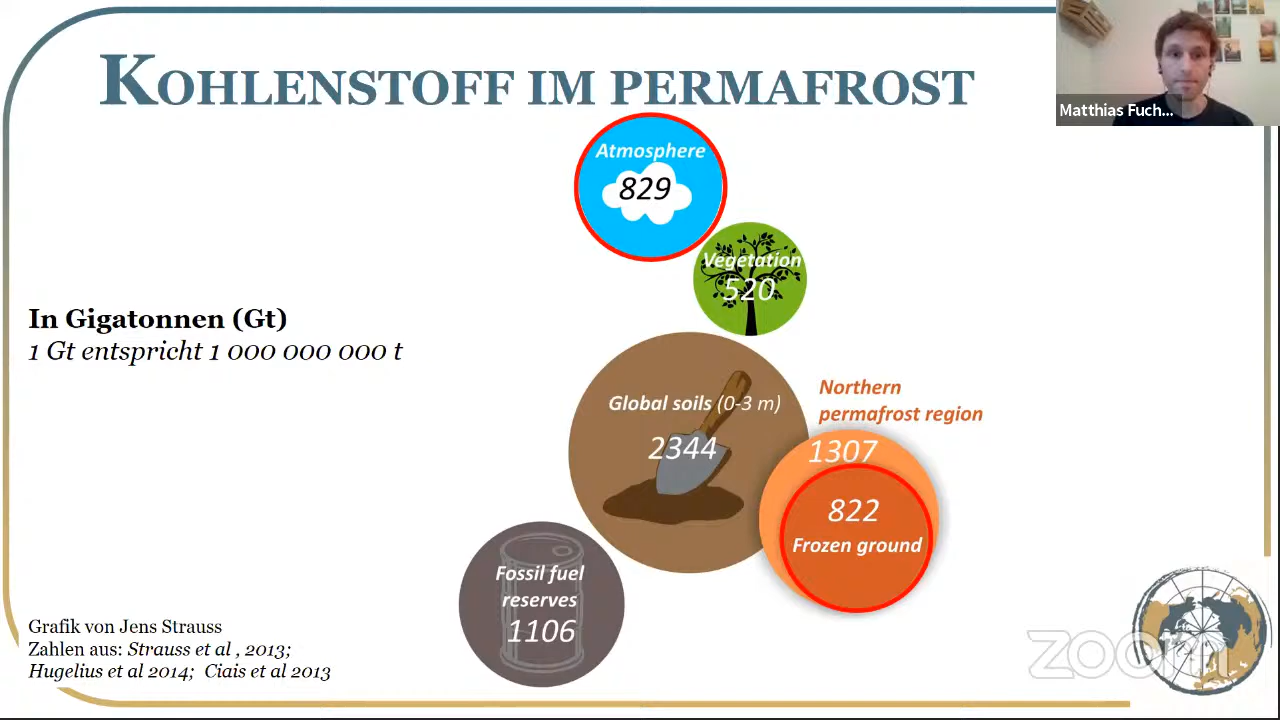 KOHLENSTOFF IM PERMAFROST
Matthias Fuch...
Atmosphere
829
Vegetation
520
In Gigatonnen (Gt)
1 Gt entspricht 1 000 000 000 t
Global soils (0-3 m)
2344
Northern
permafrost region
1307
822
Frozen ground
Fossil fuel
reserves
1106
Grafik von Jens Strauss
Zahlen aus: Strauss et al , 2013;
Hugelius et al 2014; Ciais et al 2013
zoom